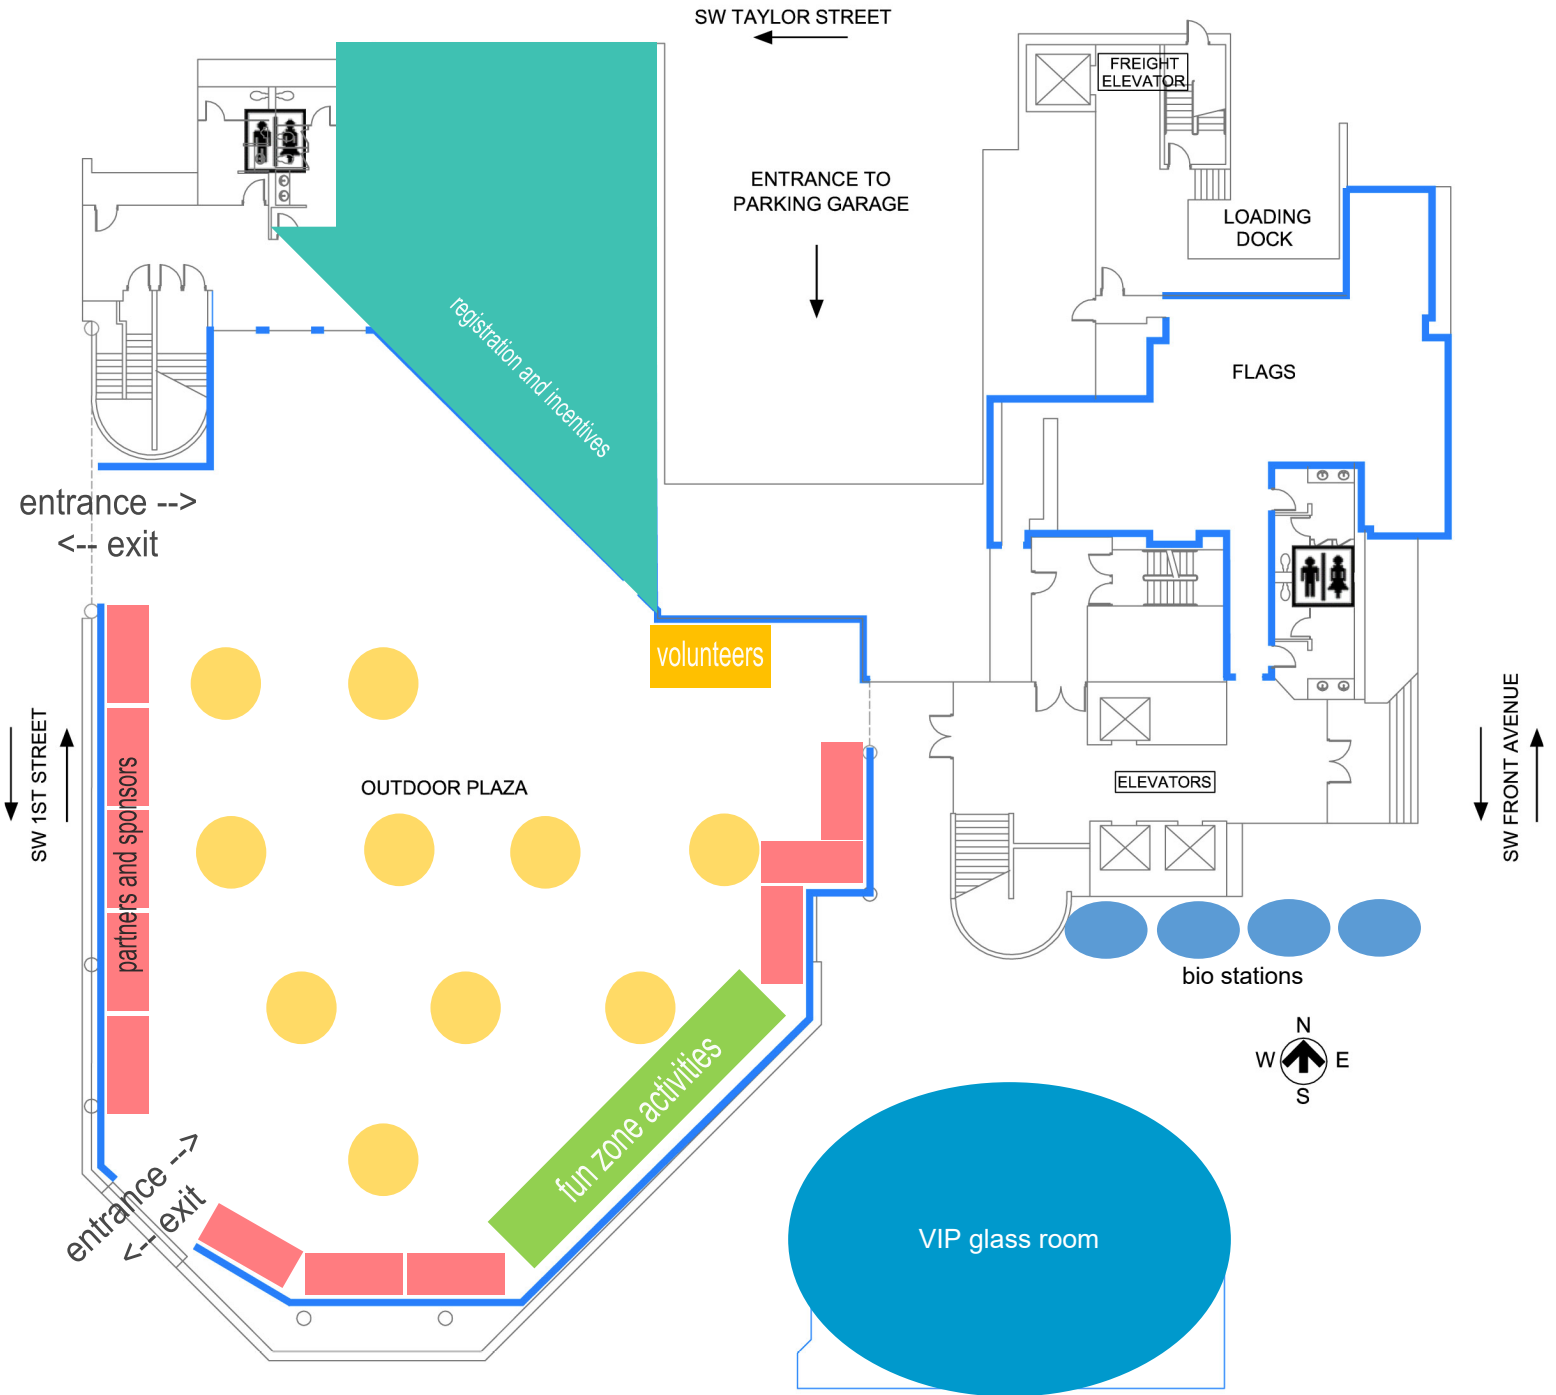 SW TAYLOR STREET
FREIGHT
ELEVATOR
ENTRANCE TO
PARKING GARAGE
LOADING
DOCK
registration and incentives
FLAGS
entrance -->
<-- exit
volunteers
SW 1ST STREET
partners and sponsors
OUTDOOR PLAZA
ELEVATORS
SW FRONT AVENUE
bio stations
N
W
E
S
fun zone activities
entrance -->
<-- exit
VIP glass room